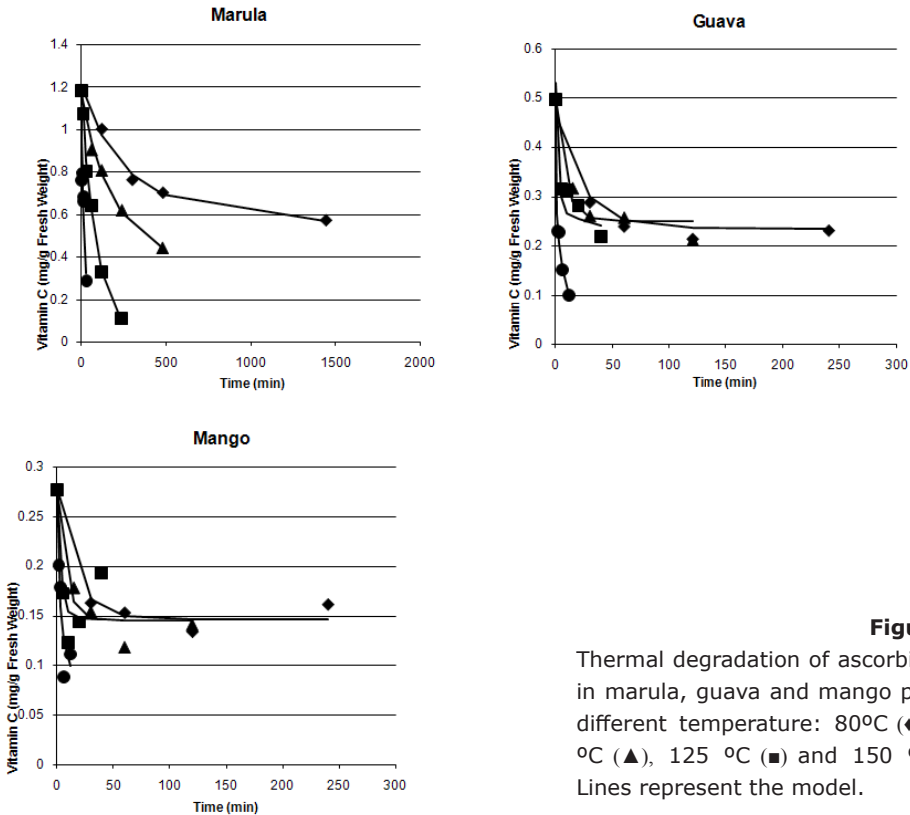 Marula
1.4
1.2
1
0.8
0.6
0.4
0.2
0
Vitamin C (mg/g Fresh Weight)
0 500 1000 1500 2000
Time (min)
Guava
0.6
0.5
0.4
0.3
0.2
0.1
0
Vitamin C (mg/g Fresh Weight)
0 50 100 150 200 250 300
Time (min)
Mango
0.3
0.25
0.2
0.15
0.1
0.05
0
Vitamin C (mg/g Fresh Weight)
0 50 100 150 200 250 300
Time (min)
Thermal degradation of
in marula, guava and mango
different temperature: 80ºC (
ºC (▲), 125 ºC (■) and 150
Lines represent the model.